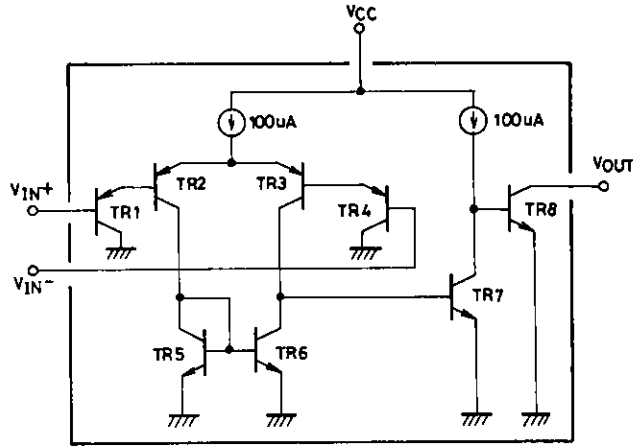 VCC
100uA
100uA
VOUT
VIN+
TR1
TR2
TR3
TR4
TR8
VIN-
TR7
TR5
TR6